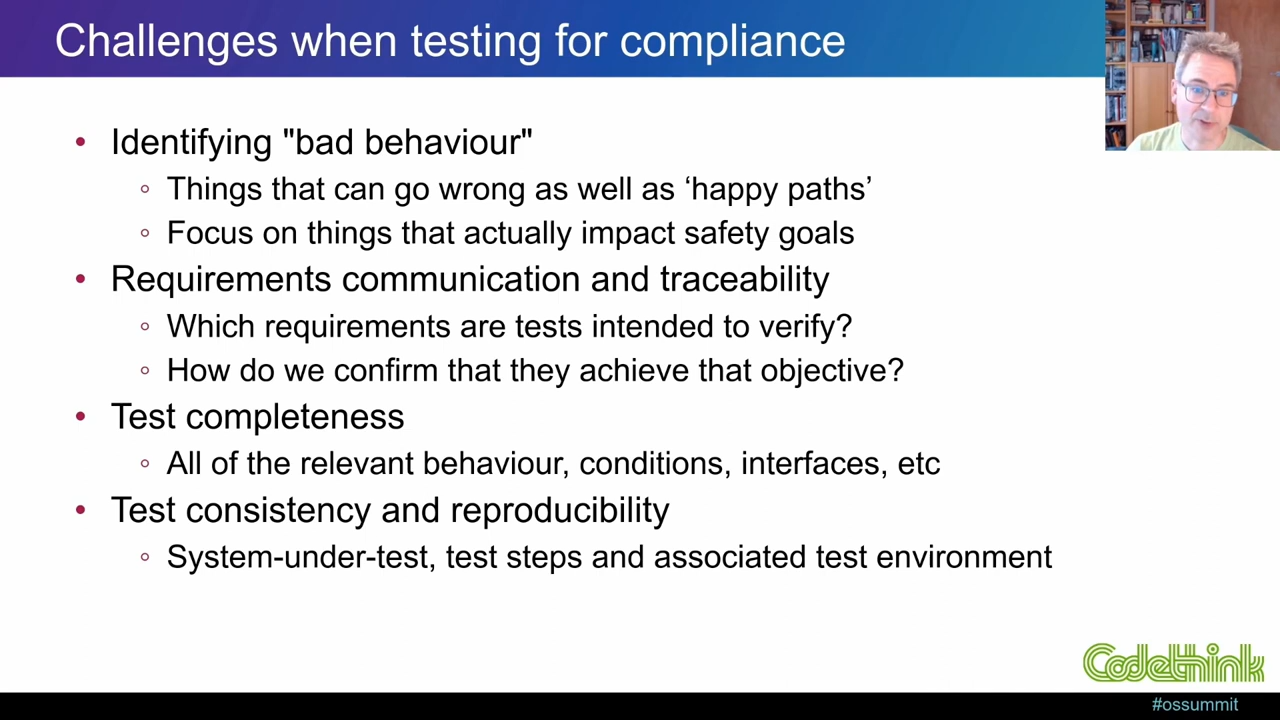 Challenges when testing for compliance
• Identifying "bad behaviour"
◦ Things that can go wrong as well as ‘happy paths’
◦ Focus on things that actually impact safety goals
• Requirements communication and traceability
◦ Which requirements are tests intended to verify?
◦ How do we confirm that they achieve that objective?
• Test completeness
◦ All of the relevant behaviour, conditions, interfaces, etc
• Test consistency and reproducibility
◦ System-under-test, test steps and associated test environment
Codethink
#ossummit